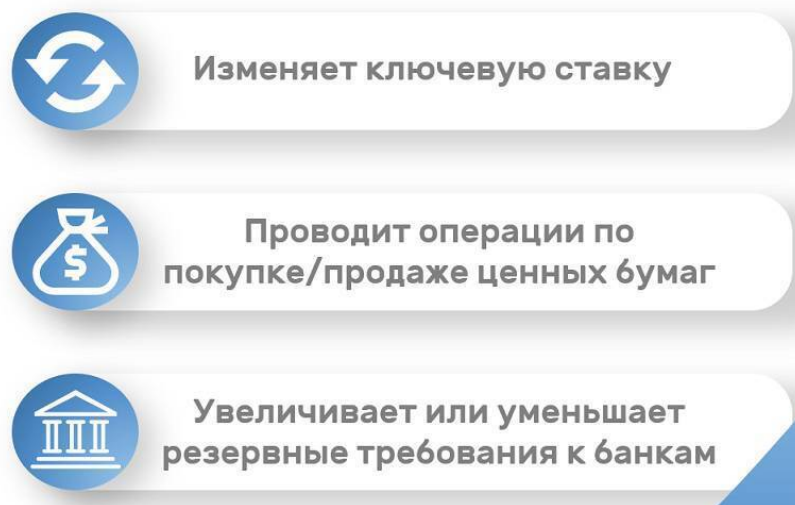 Изменяет ключевую ставку
Проводит операции по
покупке/продаже ценных бумаг
Увеличивает или уменьшает
резервные требования к банкам